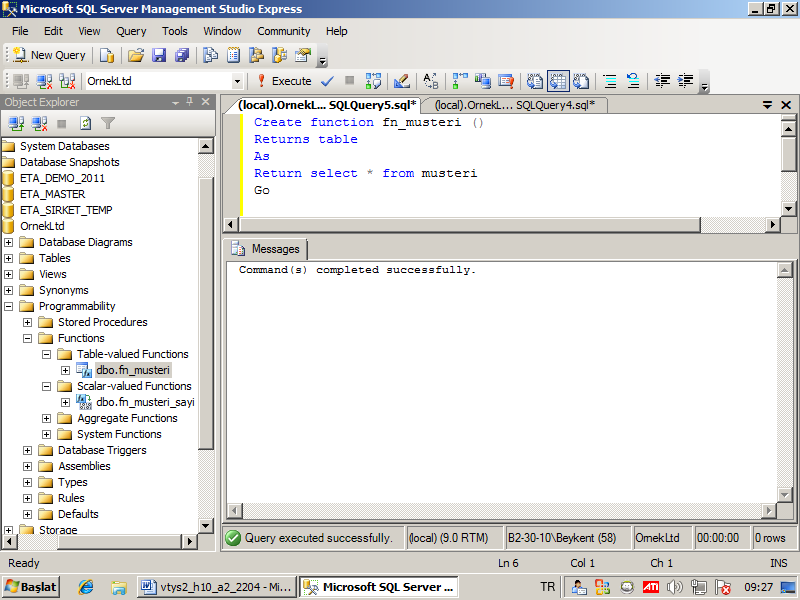 Microsoft SQL Server Management Studio Express
File Edit View Query Tools Window Community Help
New Query
OrnekLtd Execute
Object Explorer
System Databases
Database Snapshots
ETA_DEMO_2011
ETA_MASTER
ETA_SIRKET_TEMP
OrnekLtd
Database Diagrams
Tables
Views
Synonyms
Programmability
Stored Procedures
Functions
Table-valued Functions
dbo.fn_musteri
Scalar-valued Functions
dbo.fn_musteri_sayi
Aggregate Functions
System Functions
Database Triggers
Assemblies
Types
Rules
Defaults
Storage
(local).OrnekL... SQLQuery5.sql* (local).OrnekL... SQLQuery4.sql*
Create function fn_musteri ()
Returns table
As
Return select * from musteri
Go
Messages
Command(s) completed successfully.
Query executed successfully. (local) (9.0 RTM) B2-30-10\Beykent (58) OrnekLtd 00:00:00 0 rows
Ready Ln 6 Col 1 Ch 1 INS
Başlat vtys2_h10_a2_2204 - Mi... Microsoft SQL Server ... TR ATI 09:27